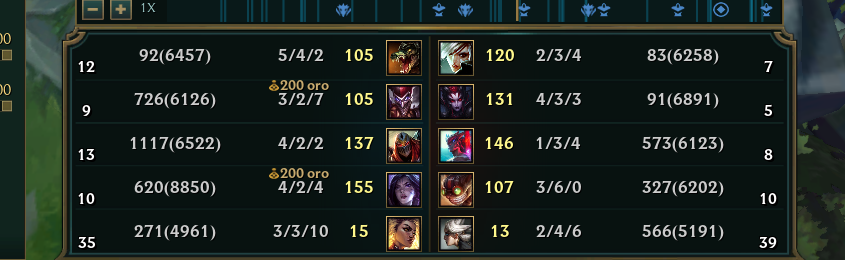 1X
00
12 92(6457) 5/4/2 105 120 2/3/4 83(6258) 7
200 oro
9 726(6126) 3/2/7 105 131 4/3/3 91(6891) 5
00
13 1117(6522) 4/2/2 137 146 1/3/4 573(6123) 8
200 oro
10 620(8850) 4/2/4 155 107 3/6/0 327(6202) 10
35 271(4961) 3/3/10 15 13 2/4/6 566(5191) 39